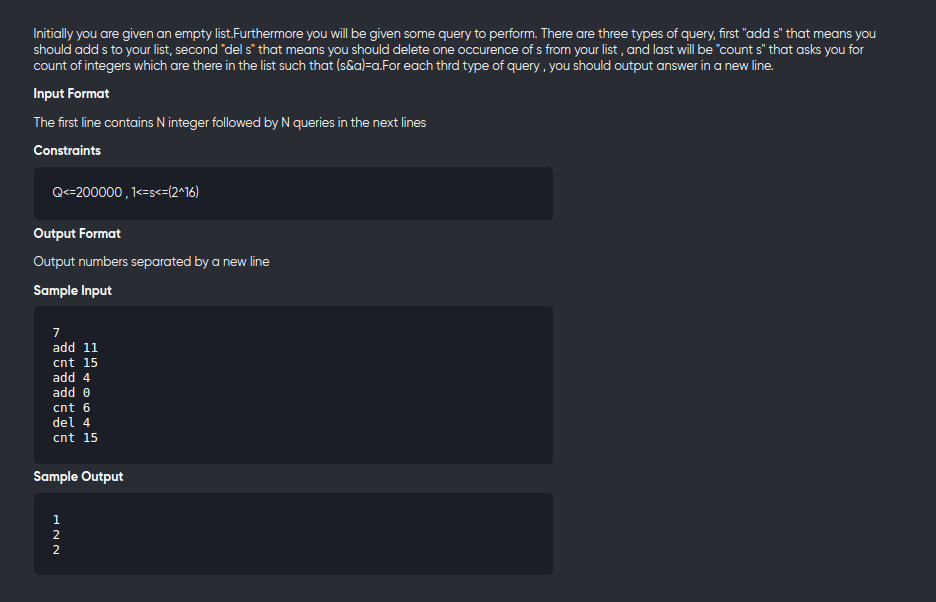 Initially you are given an empty list.Furthermore you will be given some query to perform. There are three types of query, first "add s" that means you
should add s to your list, second "del s" that means you should delete one occurence of s from your list , and last will be "count s" that asks you for
count of integers which are there in the list such that (s&a)=a.For each thrd type of query , you should output answer in a new line.
Input Format
The first line contains N integer followed by N queries in the next lines
Constraints
Q<=200000 , 1<=s<=(2^16)
Output Format
Output numbers separated by a new line
Sample Input
7
add 11
cnt 15
add 4
add 0
cnt 6
del 4
cnt 15
Sample Output
1
2
2